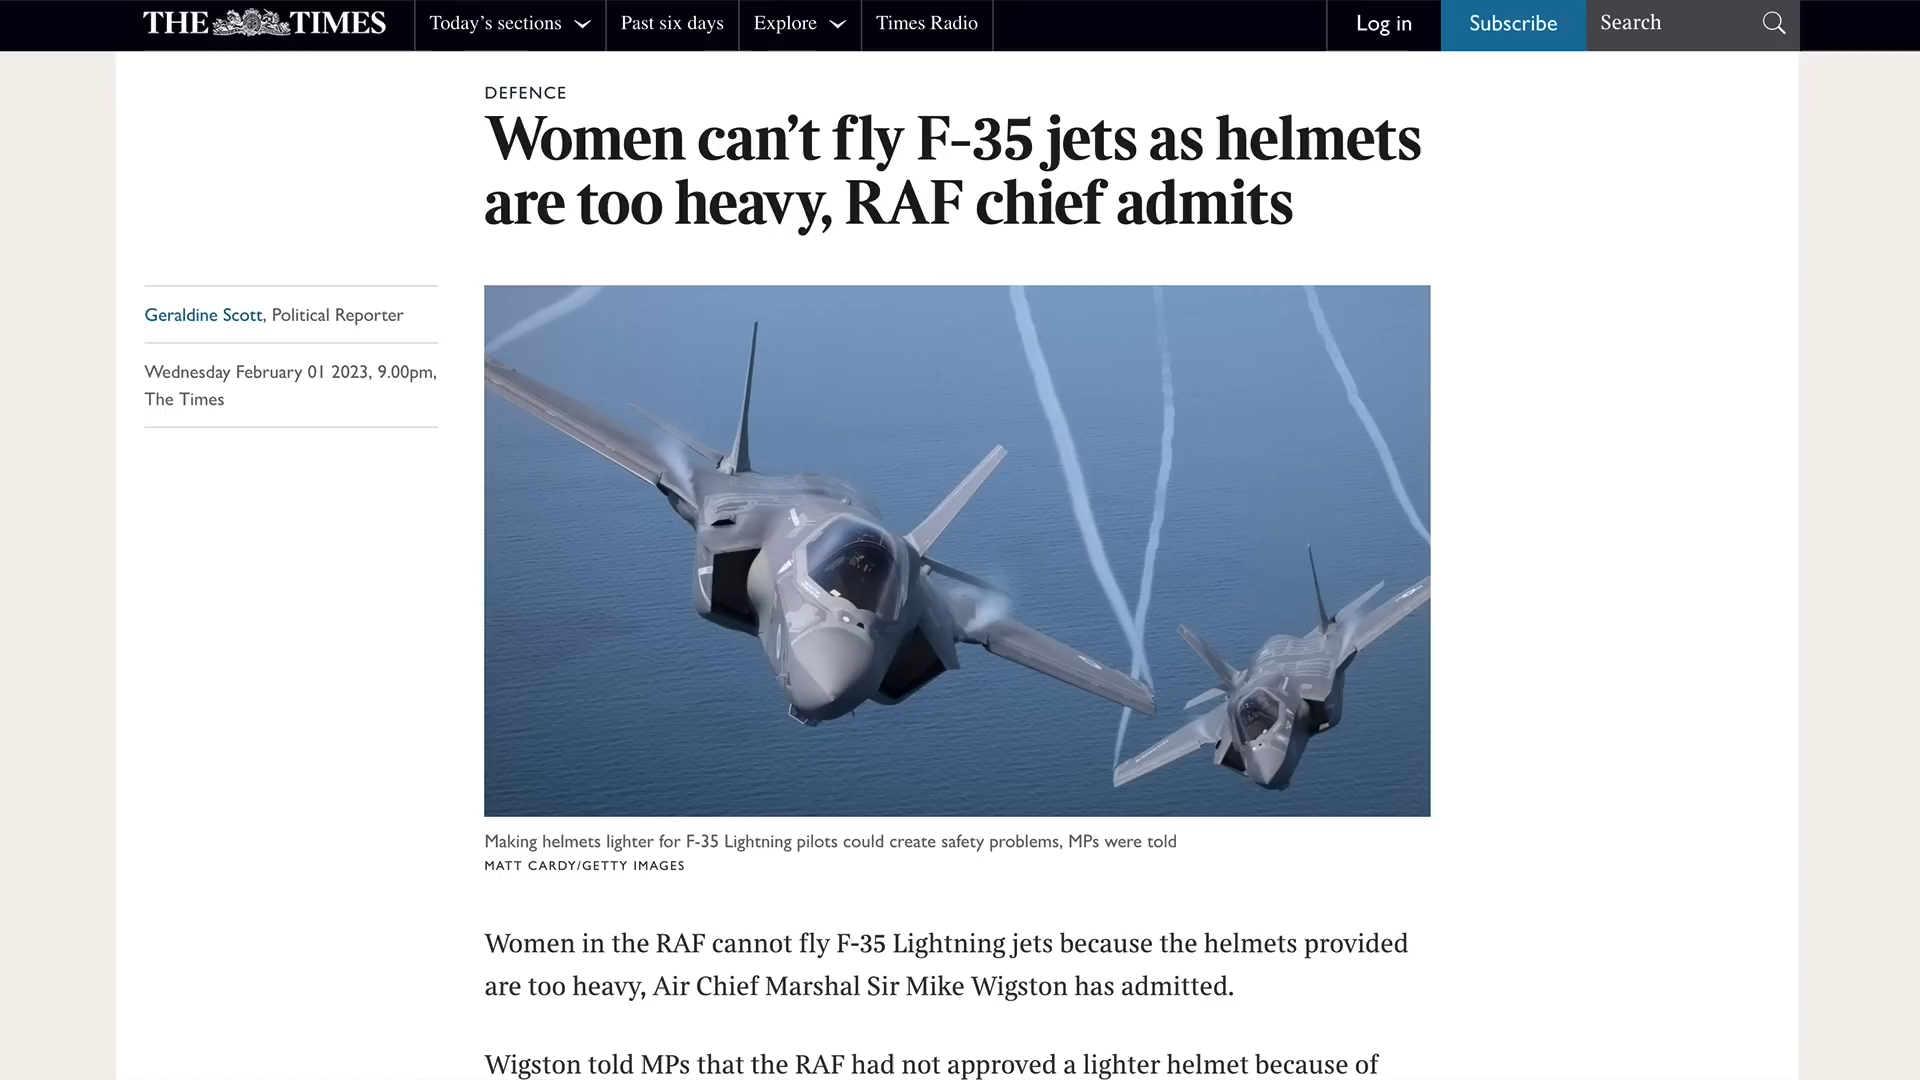 THE TIMES
Today’s sections
Past six days
Explore
Times Radio
Log in
Subscribe
Search
DEFENCE
Women can’t fly F-35 jets as helmets
are too heavy, RAF chief admits
Geraldine Scott, Political Reporter
Wednesday February 01 2023, 9.00pm,
The Times
Making helmets lighter for F-35 Lightning pilots could create safety problems, MPs were told
MATT CARDY/GETTY IMAGES
Women in the RAF cannot fly F-35 Lightning jets because the helmets provided
are too heavy, Air Chief Marshal Sir Mike Wigston has admitted.
Wigston told MPs that the RAF had not approved a lighter helmet because of